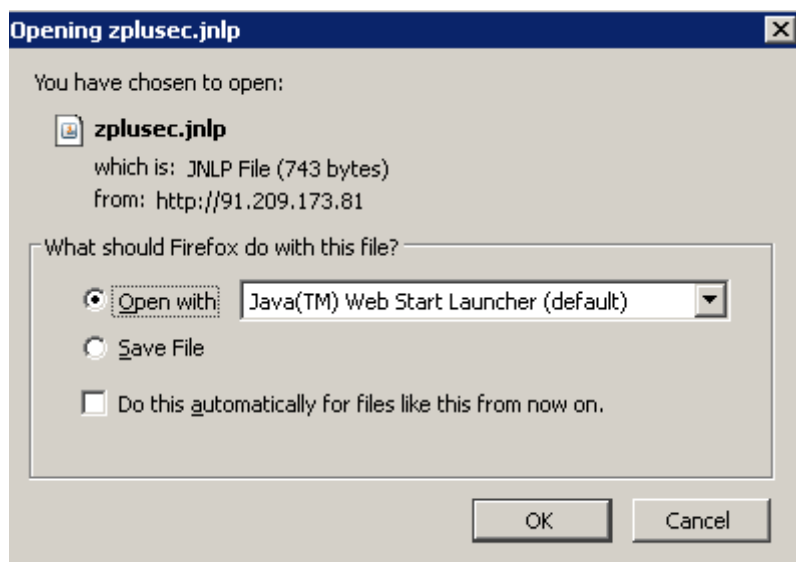 Opening zplusec.jnlp
You have chosen to open:
zplusec.jnlp
which is: JNLP File (743 bytes)
from: http://91.209.173.81
What should Firefox do with this file?
Open with Java(TM) Web Start Launcher (default)
Save File
Do this automatically for files like this from now on.
OK Cancel